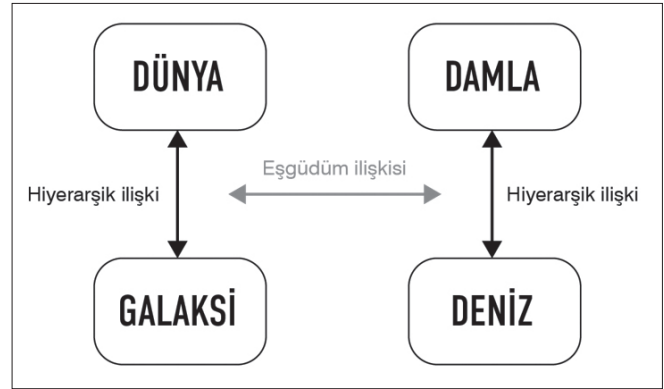 DÜNYA
DAMLA
Eşgüdüm ilişkisi
Hiyerarşik ilişki
Hiyerarşik ilişki
GALAKSİ
DENİZ